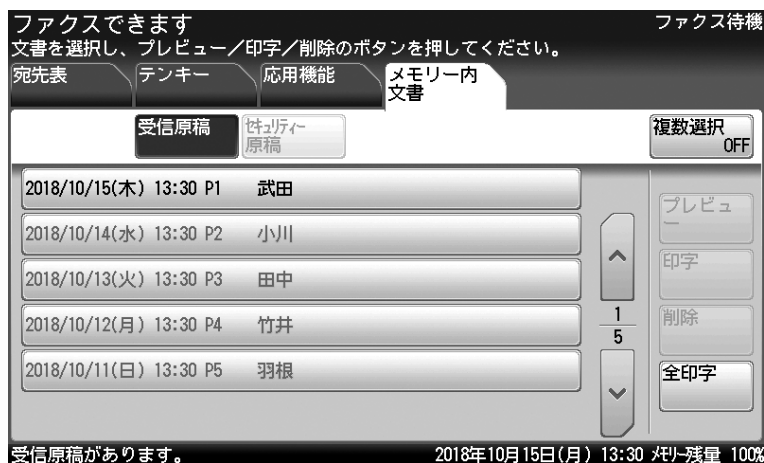 ファクスできます
ファクス待機
文書を選択し、プレビュー／印字／削除のボタンを押してください。
宛先表
テンキー
応用機能
メモリー内
文書
受信原稿
ｾｷｭﾘﾃｨｰ
原稿
複数選択
OFF
2018/10/15(木) 13:30 P1 武田
2018/10/14(水) 13:30 P2 小川
2018/10/13(火) 13:30 P3 田中
2018/10/12(月) 13:30 P4 竹井
2018/10/11(日) 13:30 P5 羽根
1
5
プレビュ
ー
印字
削除
全印字
受信原稿があります。
2018年10月15日(月) 13:30 ﾒﾓﾘｰ残量 100%